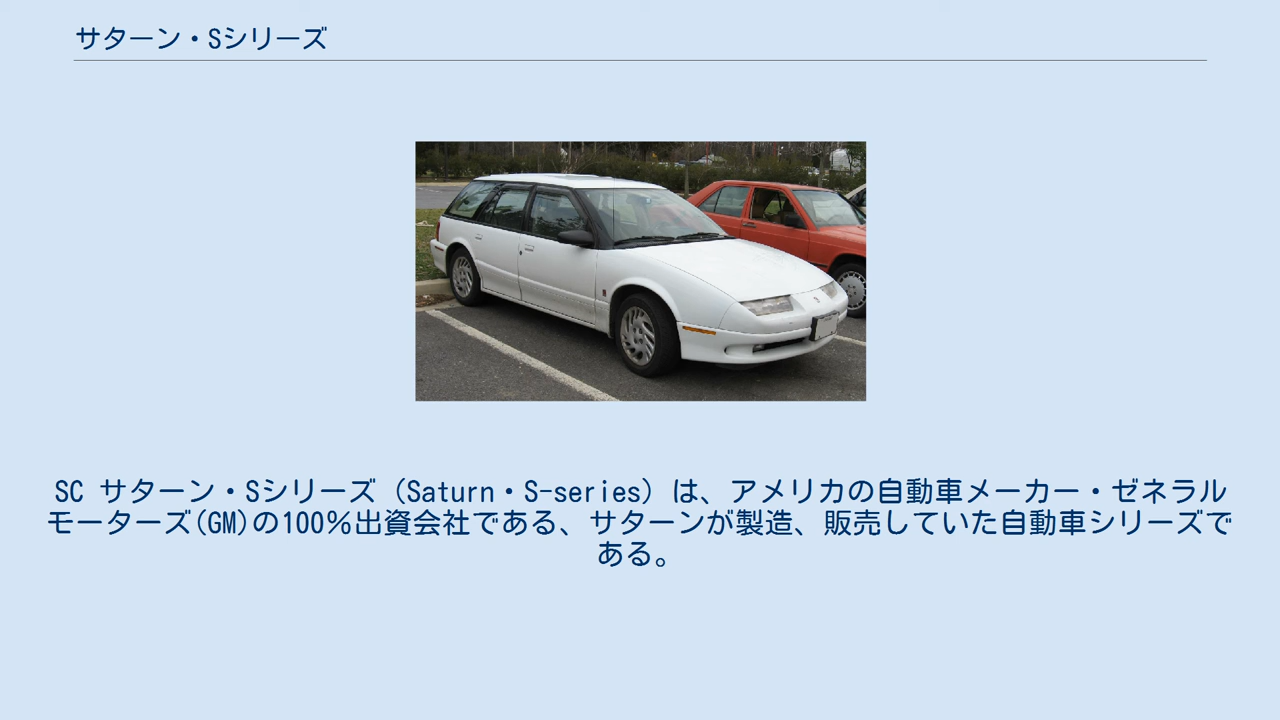 サターン・Sシリーズ
SC サターン・Sシリーズ（Saturn・S-series）は、アメリカの自動車メーカー・ゼネラル
モーターズ(GM)の100％出資会社である、サターンが製造、販売していた自動車シリーズで
ある。